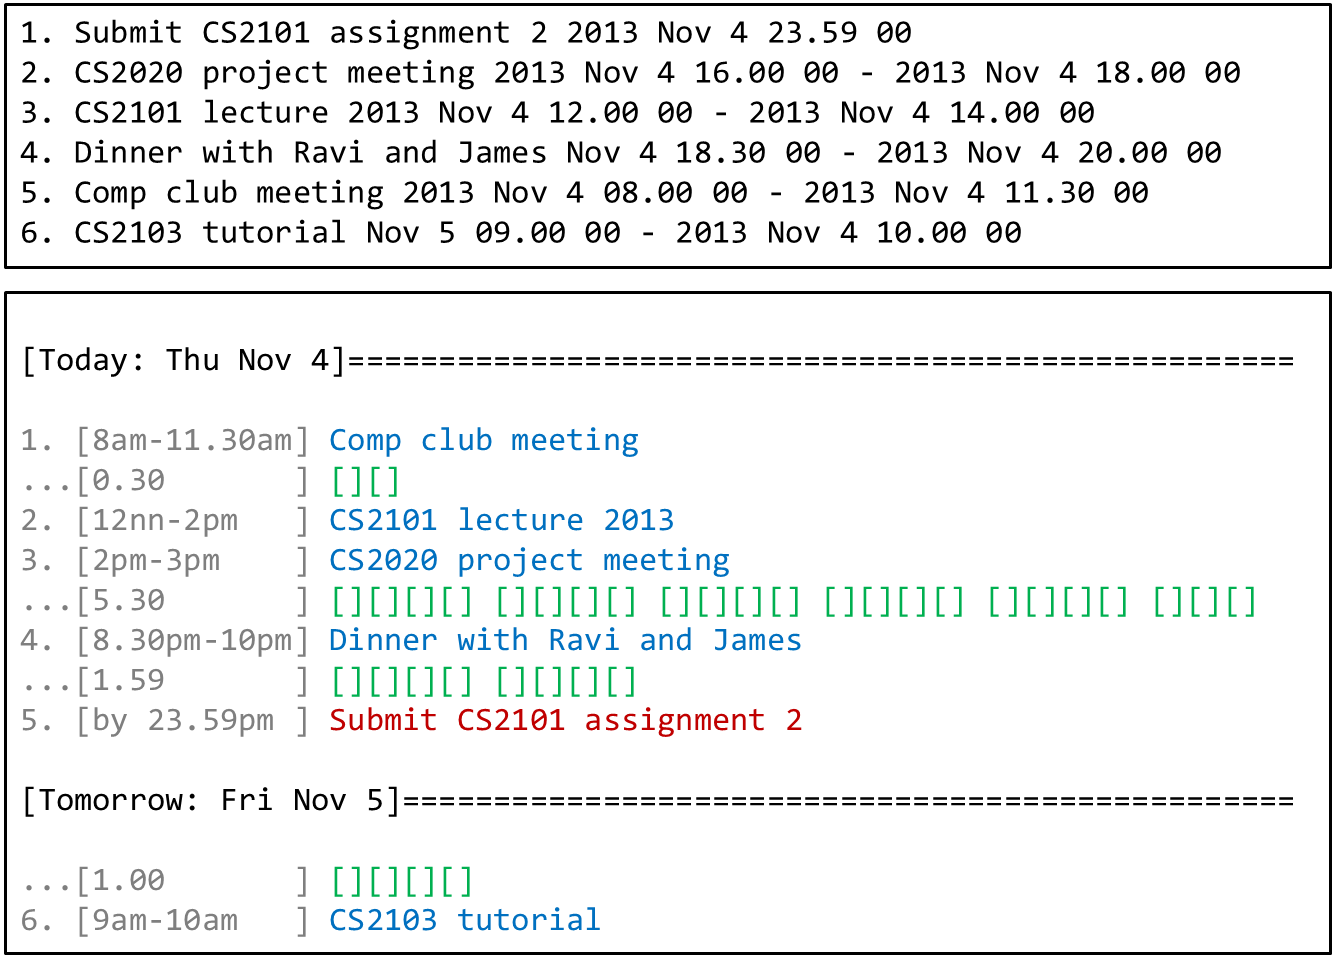 1. Submit CS2101 assignment 2 2013 Nov 4 23.59 00
2. CS2020 project meeting 2013 Nov 4 16.00 00 - 2013 Nov 4 18.00 00
3. CS2101 lecture 2013 Nov 4 12.00 00 - 2013 Nov 4 14.00 00
4. Dinner with Ravi and James Nov 4 18.30 00 - 2013 Nov 4 20.00 00
5. Comp club meeting 2013 Nov 4 08.00 00 - 2013 Nov 4 11.30 00
6. CS2103 tutorial Nov 5 09.00 00 - 2013 Nov 4 10.00 00
[Today: Thu Nov 4]====================================================
1. [8am-11.30am] Comp club meeting
...[0.30       ] [][]
2. [12nn-2pm   ] CS2101 lecture 2013
3. [2pm-3pm    ] CS2020 project meeting
...[5.30       ] [][][][] [][][][] [][][][] [][][][] [][][][] [][][]
4. [8.30pm-10pm] Dinner with Ravi and James
...[1.59       ] [][][][] [][][][]
5. [by 23.59pm ] Submit CS2101 assignment 2
[Tomorrow: Fri Nov 5]=================================================
...[1.00       ] [][][][]
6. [9am-10am   ] CS2103 tutorial